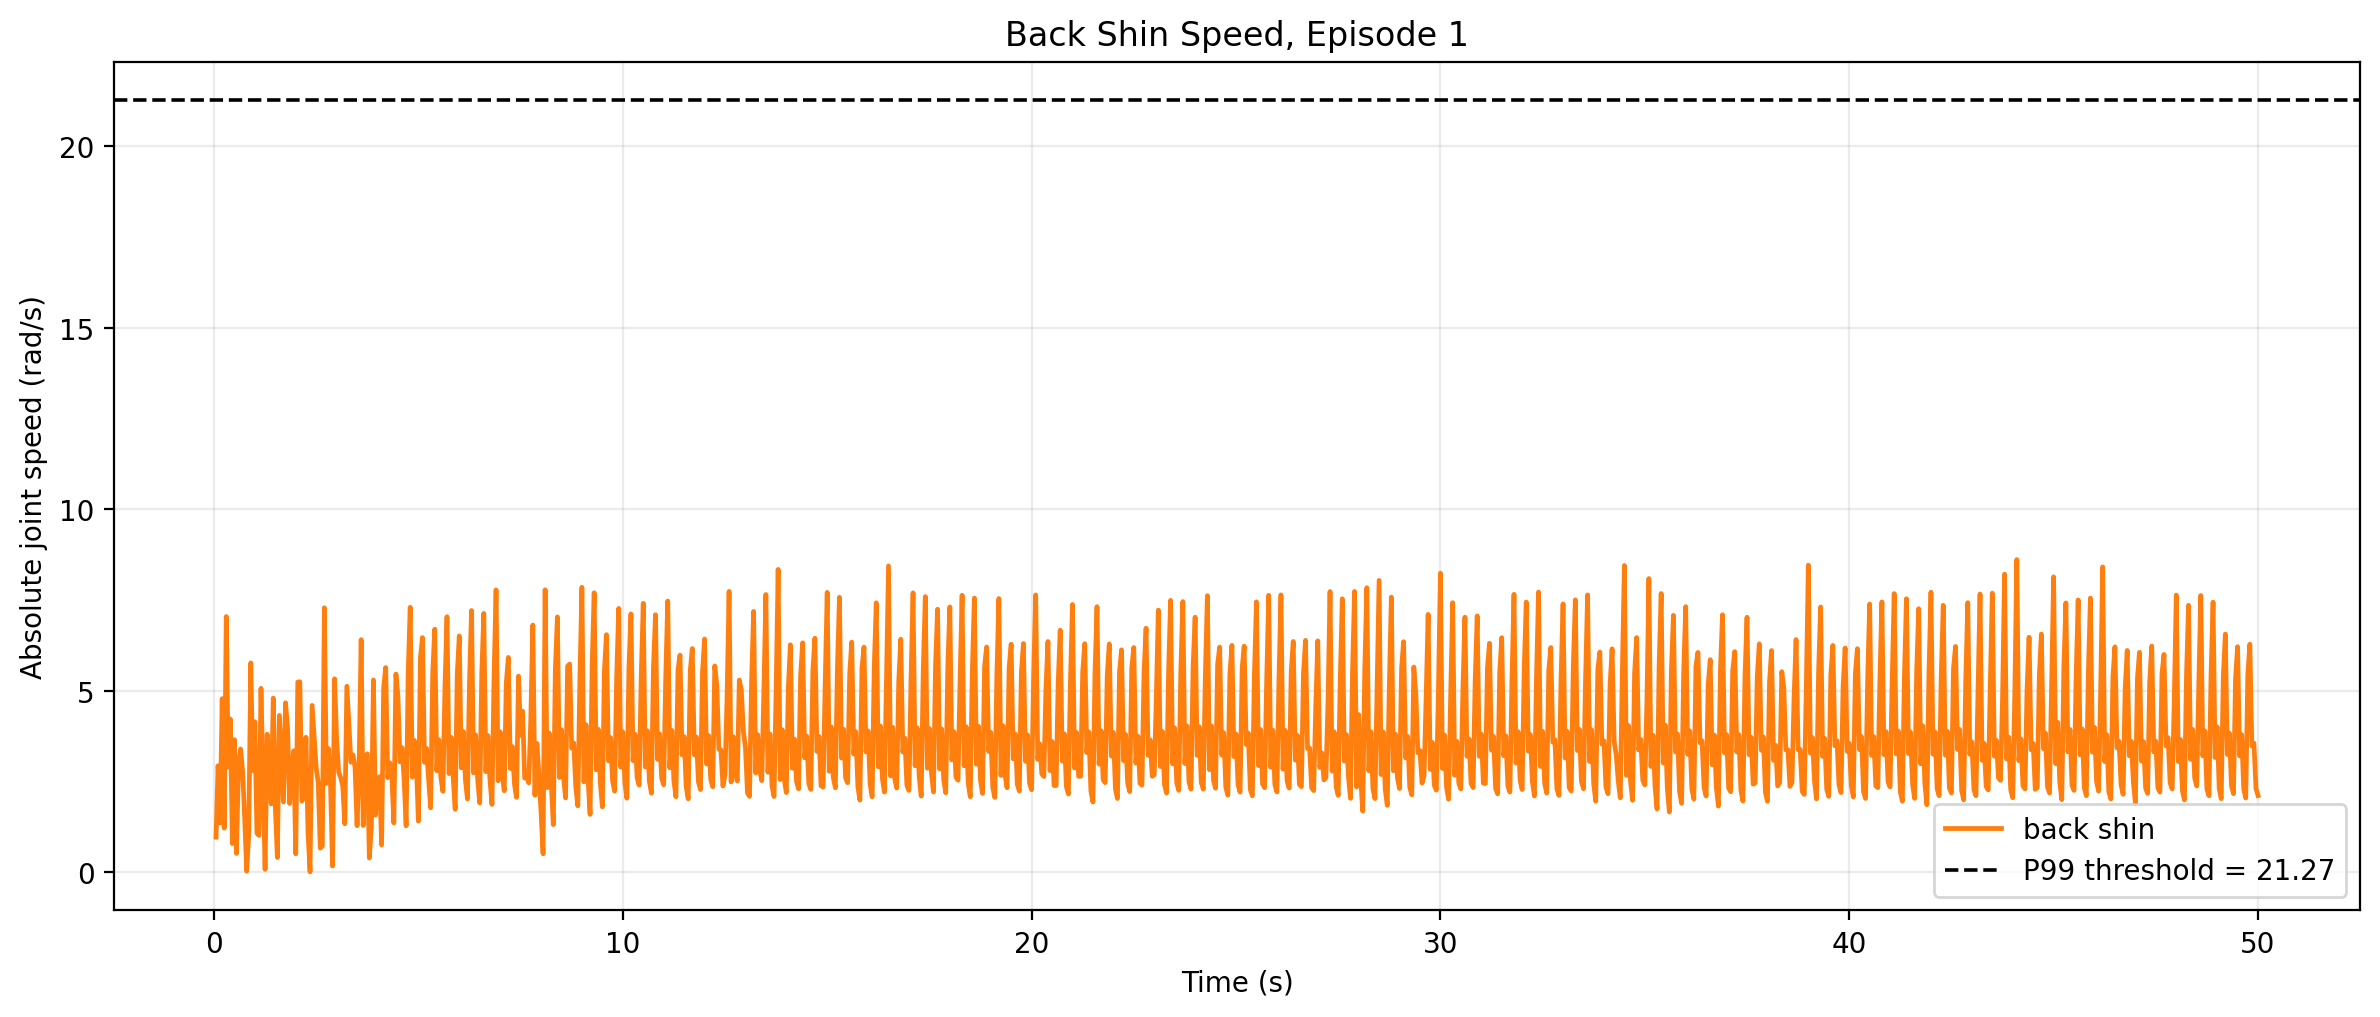 Back Shin Speed, Episode 1
Absolute joint speed (rad/s)
20
15
10
5
0
back shin
P99 threshold = 21.27
0
10
20
30
40
50
Time (s)